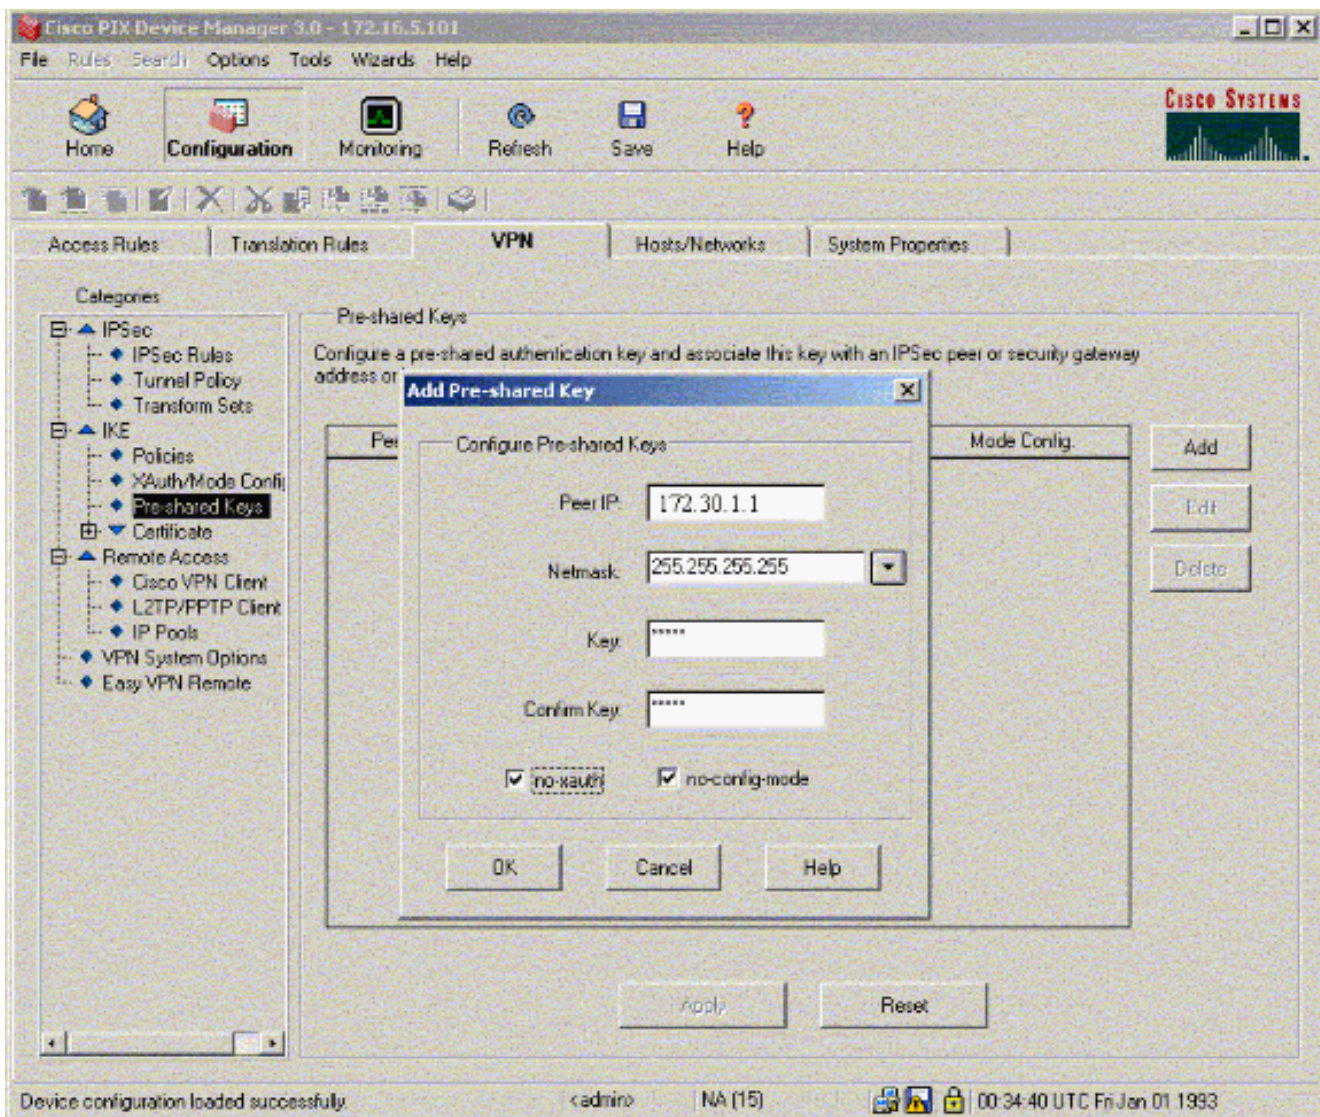 Cisco PIX Device Manager 3.0 - 172.16.5.101
File Rules Search Options Tools Wizards Help
Home Configuration Monitoring Refresh Save Help
CISCO SYSTEMS
Access Rules Translation Rules VPN Hosts/Networks System Properties
Categories
IPSec
IPSec Rules
Tunnel Policy
Transform Sets
IKE
Policies
XAuth/Mode Config
Pre-shared Keys
Certificate
Remote Access
Cisco VPN Client
L2TP/PPTP Client
IP Pools
VPN System Options
Easy VPN Remote
Pre-shared Keys
Configure a pre-shared authentication key and associate this key with an IPSec peer or security gateway
address or
Pee
Mode Config.
Add
Edit
Delete
Add Pre-shared Key
Configure Pre-shared Keys
Peer IP: 172.30.1.1
Netmask: 255.255.255.255
Key: *****
Confirm Key: *****
no-xauth no-config-mode
OK Cancel Help
Apply Reset
Device configuration loaded successfully. <admin> NA (15) 00:34:40 UTC Fri Jan 01 1993